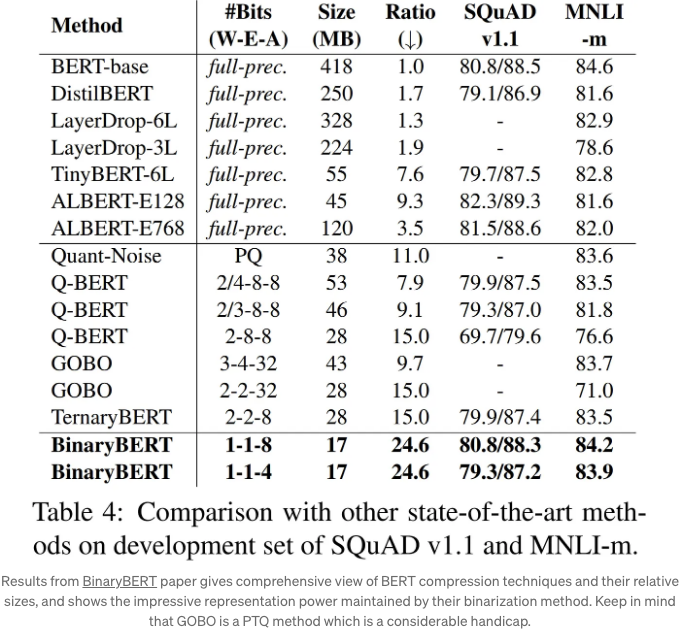 Method #Bits (W-E-A) Size (MB) Ratio (↓) SQuAD v1.1 MNLI -m
BERT-base full-prec. 418 1.0 80.8/88.5 84.6
DistilBERT full-prec. 250 1.7 79.1/86.9 81.6
LayerDrop-6L full-prec. 328 1.3 - 82.9
LayerDrop-3L full-prec. 224 1.9 - 78.6
TinyBERT-6L full-prec. 55 7.6 79.7/87.5 82.8
ALBERT-E128 full-prec. 45 9.3 82.3/89.3 81.6
ALBERT-E768 full-prec. 120 3.5 81.5/88.6 82.0
Quant-Noise PQ 38 11.0 - 83.6
Q-BERT 2/4-8-8 53 7.9 79.9/87.5 83.5
Q-BERT 2/3-8-8 46 9.1 79.3/87.0 81.8
Q-BERT 2-8-8 28 15.0 69.7/79.6 76.6
GOBO 3-4-32 43 9.7 - 83.7
GOBO 2-2-32 28 15.0 - 71.0
TernaryBERT 2-2-8 28 15.0 79.9/87.4 83.5
BinaryBERT 1-1-8 17 24.6 80.8/88.3 84.2
BinaryBERT 1-1-4 17 24.6 79.3/87.2 83.9
Table 4: Comparison with other state-of-the-art meth-
ods on development set of SQuAD v1.1 and MNLI-m.
Results from BinaryBERT paper gives comprehensive view of BERT compression techniques and their relative
sizes, and shows the impressive representation power maintained by their binarization method. Keep in mind
that GOBO is a PTQ method which is a considerable handicap.